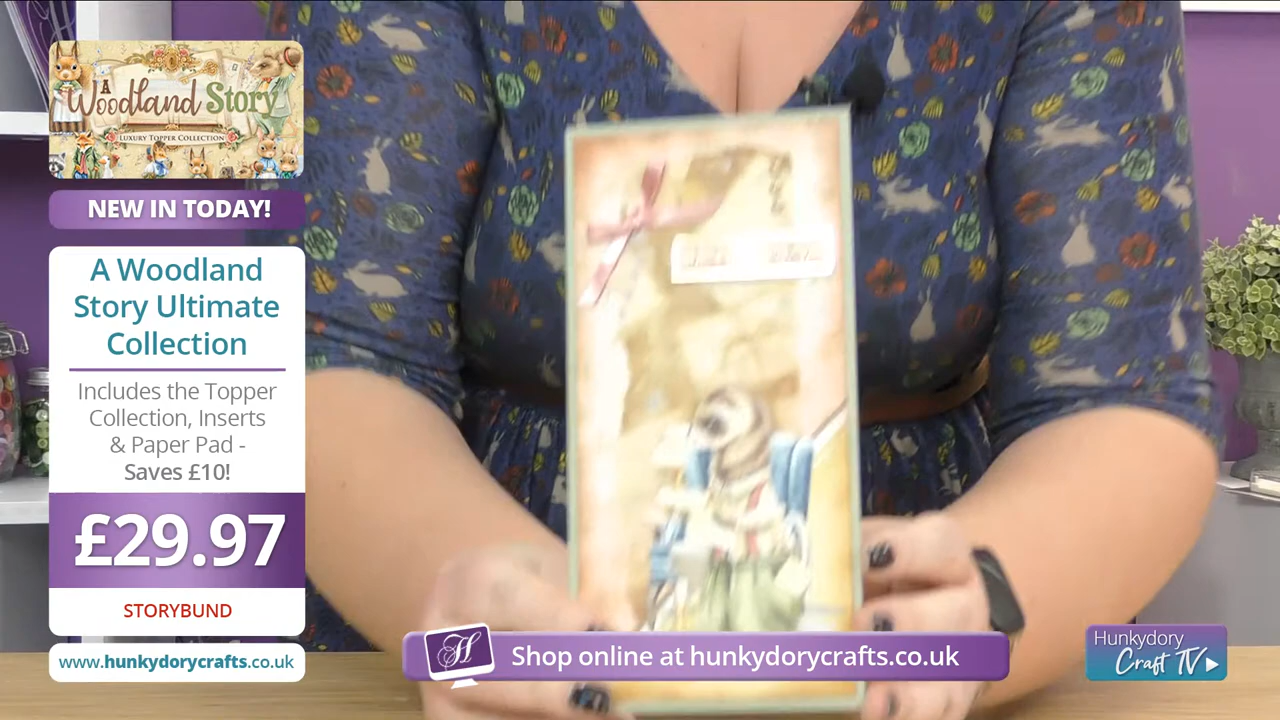 A
Woodland Story
LUXURY TOPPER COLLECTION
NEW IN TODAY!
A Woodland
Story Ultimate
Collection
Includes the Topper
Collection, Inserts
& Paper Pad -
Saves £10!
£29.97
STORYBUND
www.hunkydorycrafts.co.uk
H
Shop online at hunkydorycrafts.co.uk
Hunkydory
Craft TV